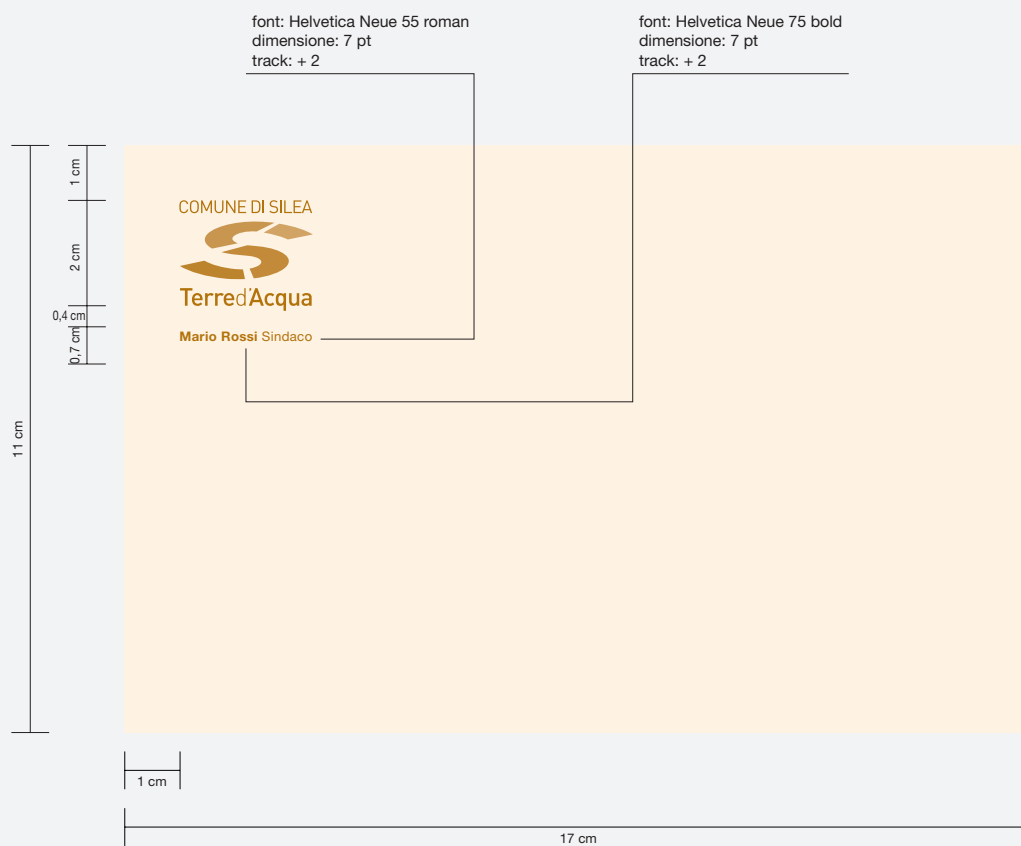 font: Helvetica Neue 55 roman
dimensione: 7 pt
track: + 2
font: Helvetica Neue 75 bold
dimensione: 7 pt
track: + 2
1 cm
2 cm
0,4 cm
0,7 cm
11 cm
COMUNE DI SILEA
Terred'Acqua
Mario Rossi Sindaco
1 cm
17 cm